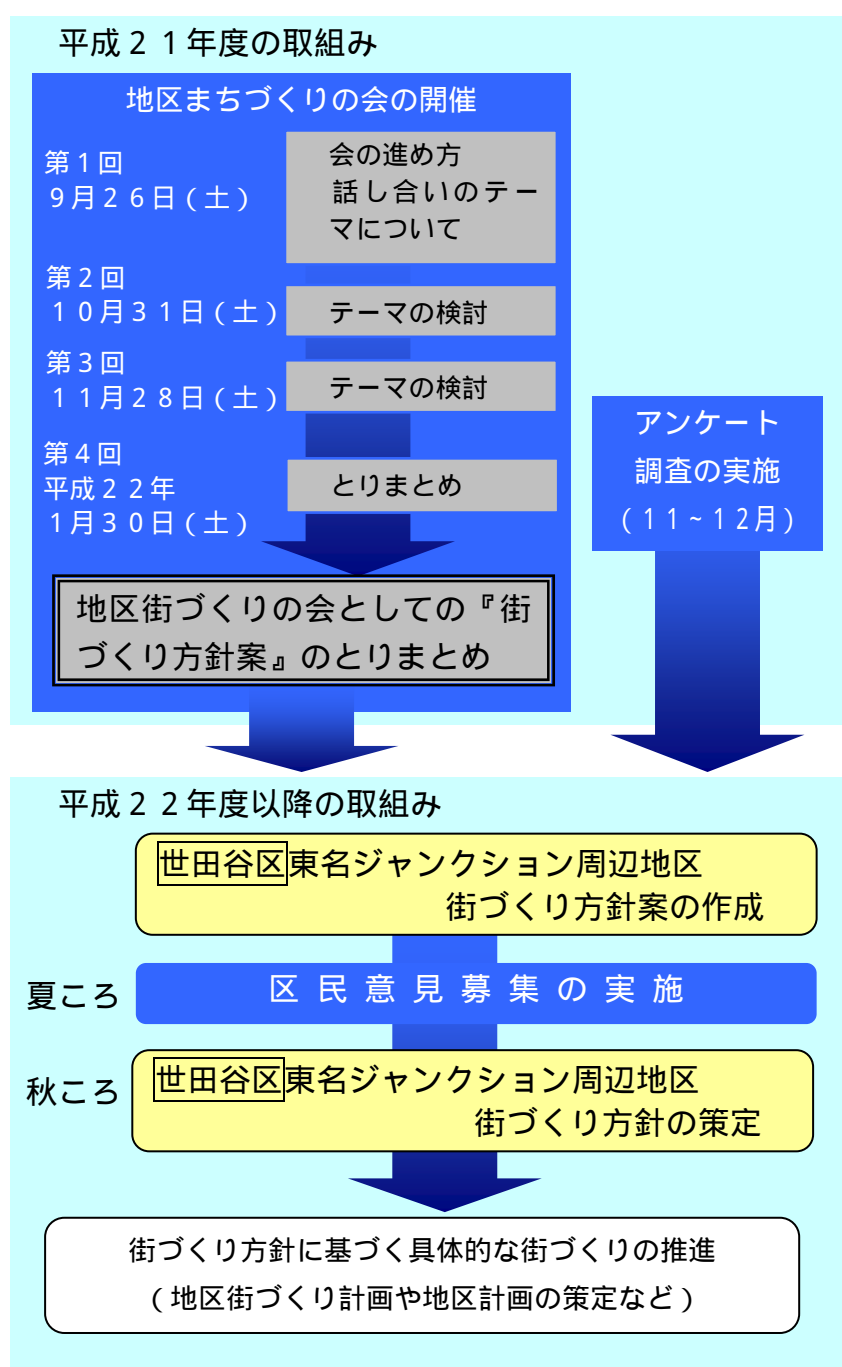 平成２１年度の取組み
地区まちづくりの会の開催
第１回
９月２６日（土）
会の進め方
話し合いのテー
マについて
第２回
１０月３１日（土）
テーマの検討
第３回
１１月２８日（土）
テーマの検討
第４回
平成２２年
１月３０日（土）
とりまとめ
地区街づくりの会としての『街
づくり方針案』のとりまとめ
アンケート
調査の実施
（１１~１２月）
平成２２年度以降の取組み
世田谷区東名ジャンクション周辺地区
街づくり方針案の作成
夏ころ
区民意見募集の実施
秋ころ
世田谷区東名ジャンクション周辺地区
街づくり方針の策定
街づくり方針に基づく具体的な街づくりの推進
（地区街づくり計画や地区計画の策定など）